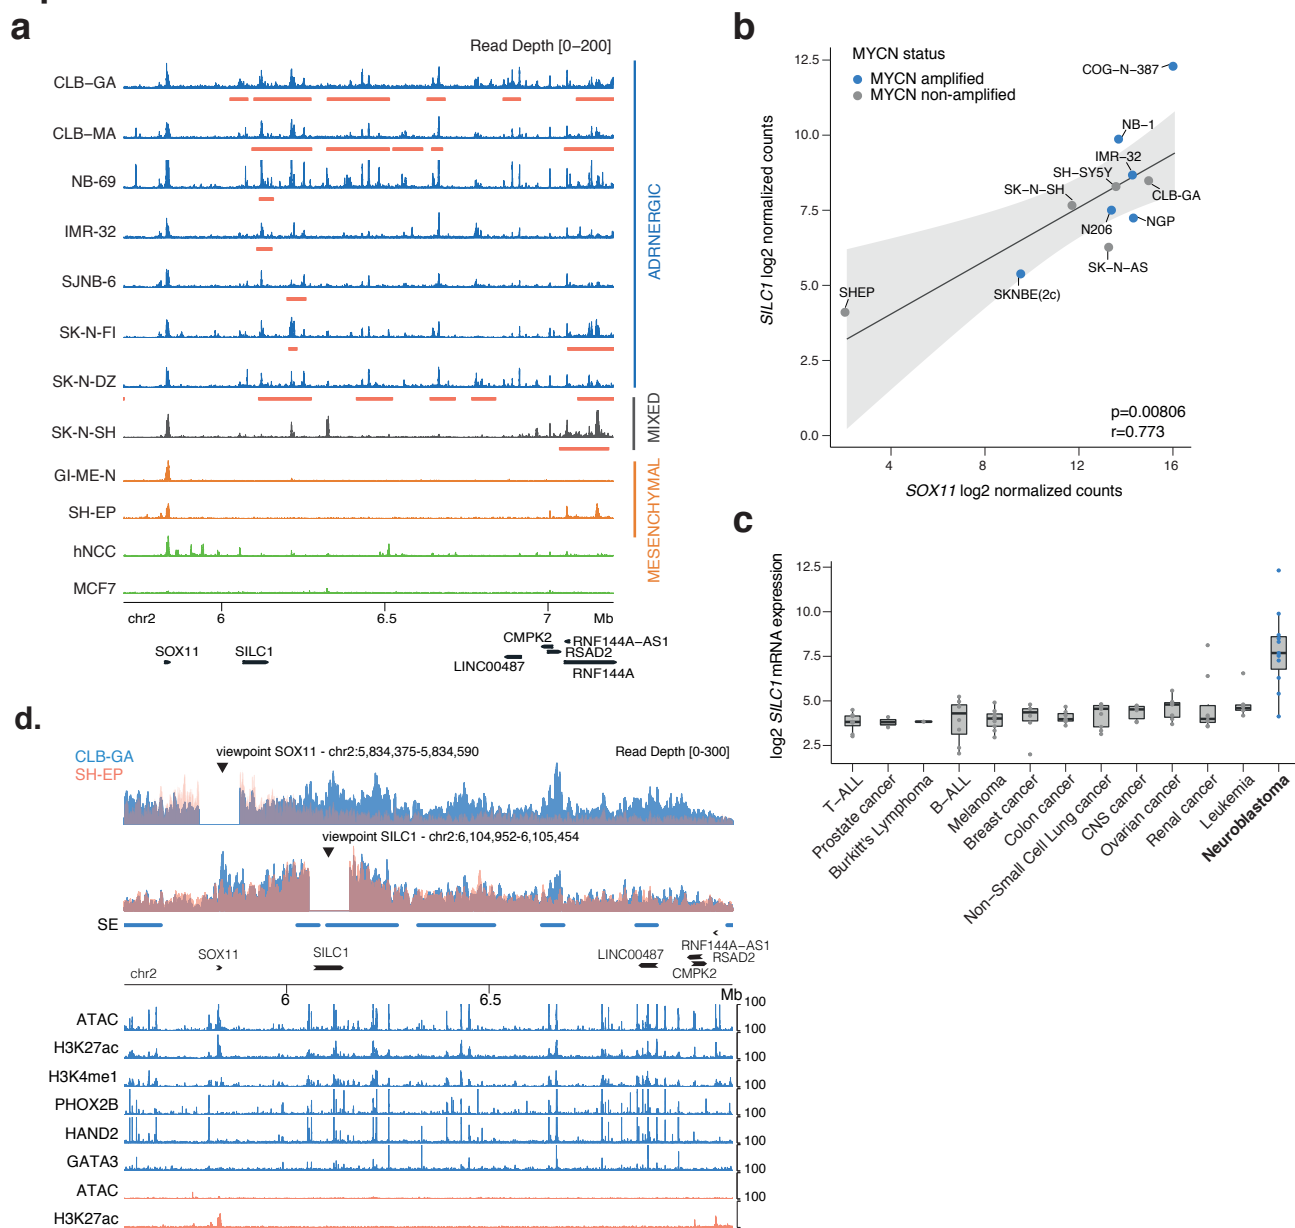 a
Read Depth [0–200]
CLB–GA
CLB–MA
NB-69
IMR-32
SJNB-6
SK-N-FI
SK-N-DZ
SK-N-SH
GI-ME-N
SH-EP
hNCC
MCF7
ADRNERGIC
MIXED
MESENCHYMAL
chr2 6 6.5 7 Mb
SOX11
SILC1
LINC00487
CMPK2
RNF144A–AS1
RSAD2
RNF144A
b
MYCN status
MYCN amplified
MYCN non-amplified
SILC1 log2 normalized counts
12.5
10.0
7.5
5.0
2.5
0.0
COG–N–387
NB–1
IMR–32
SH–SY5Y
SK–N–SH
CLB-GA
N206
NGP
SK–N–AS
SKNBE(2c)
SHEP
p=0.00806
r=0.773
4 8 12 16
SOX11 log2 normalized counts
c
log2 SILC1 mRNA expression
12.5
10.0
7.5
5.0
2.5
T–ALL
Prostate cancer
Burkitt's Lymphoma
B–ALL
Melanoma
Breast cancer
Colon cancer
Non–Small Cell Lung cancer
CNS cancer
Ovarian cancer
Renal cancer
Leukemia
Neuroblastoma
d.
CLB-GA
SH-EP
viewpoint SOX11 - chr2:5,834,375-5,834,590
Read Depth [0-300]
viewpoint SILC1 - chr2:6,104,952-6,105,454
SE
SOX11
SILC1
LINC00487
RNF144A–AS1
RSAD2
CMPK2
chr2
6 6.5 Mb
ATAC 100
H3K27ac 100
H3K4me1 100
PHOX2B 100
HAND2 100
GATA3 100
ATAC 100
H3K27ac 100